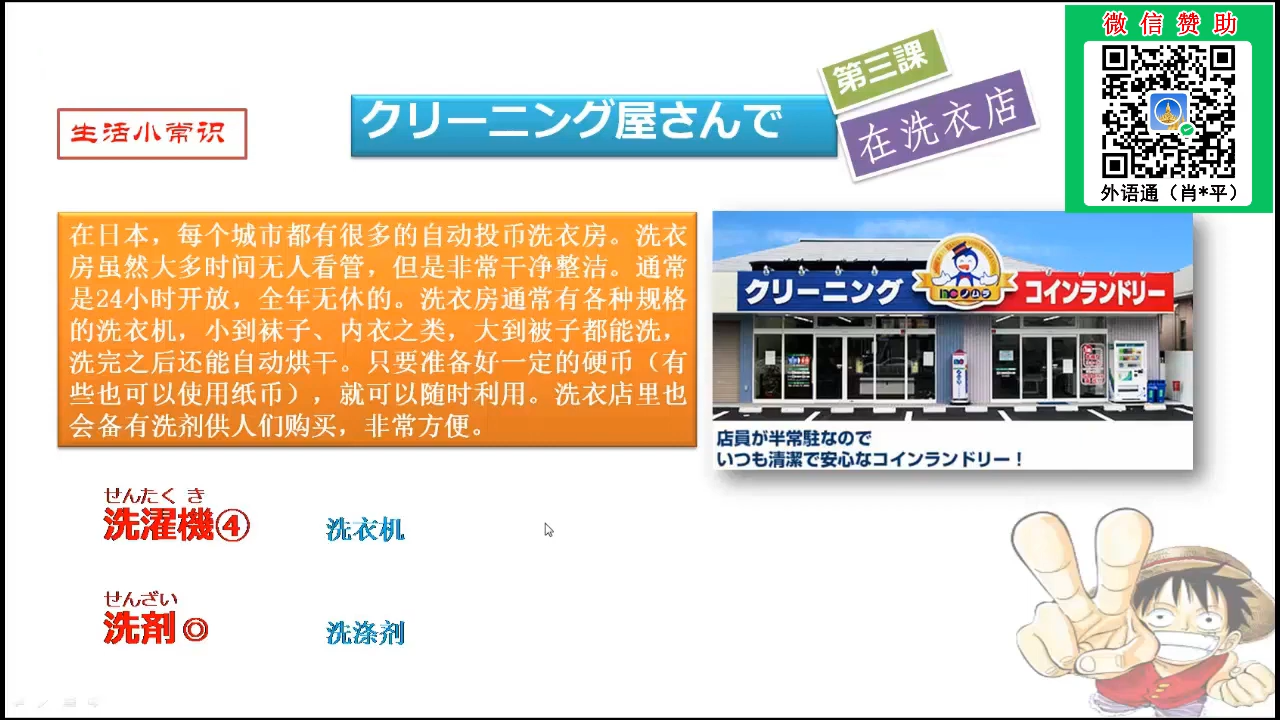 微信赞助
外语通（肖*平）
第三課
クリーニング屋さんで
在洗衣店
生活小常识
在日本，每个城市都有很多的自动投币洗衣房。洗衣
房虽然大多时间无人看管，但是非常干净整洁。通常
是24小时开放，全年无休的。洗衣房通常有各种规格
的洗衣机，小到袜子、内衣之类，大到被子都能洗，
洗完之后还能自动烘干。只要准备好一定的硬币（有
些也可以使用纸币），就可以随时利用。洗衣店里也
会备有洗剂供人们购买，非常方便。
クリーニング
コインランドリー
店員が半常駐なので
いつも清潔で安心なコインランドリー！
せんたく き
洗濯機④
洗衣机
せんざい
洗剤◎
洗涤剂